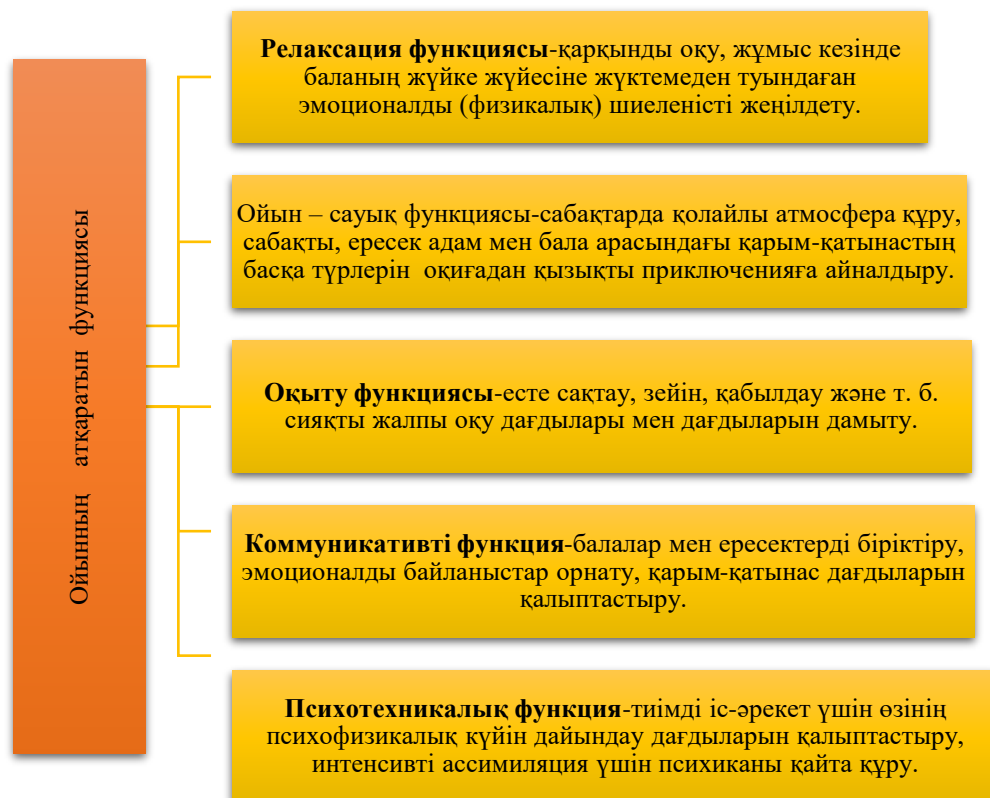 Ойынның атқаратын функциясы
Релаксация функциясы-қарқынды оқу, жұмыс кезінде
баланың жүйке жүйесіне жүктемеден туындаған
эмоционалды (физикалық) шиеленісті жеңілдету.
Ойын – сауық функциясы-сабақтарда қолайлы атмосфера құру,
сабақты, ересек адам мен бала арасындағы қарым-қатынастың
басқа түрлерін оқиғадан қызықты приключенияға айналдыру.
Оқыту функциясы-есте сақтау, зейін, қабылдау және т. б.
сияқты жалпы оқу дағдылары мен дағдыларын дамыту.
Коммуникативті функция-балалар мен ересектерді біріктіру,
эмоционалды байланыстар орнату, қарым-қатынас дағдыларын
қалыптастыру.
Психотехникалық функция-тиімді іс-әрекет үшін өзінің
психофизикалық күйін дайындау дағдыларын қалыптастыру,
интенсивті ассимиляция үшін психиканы қайта құру.